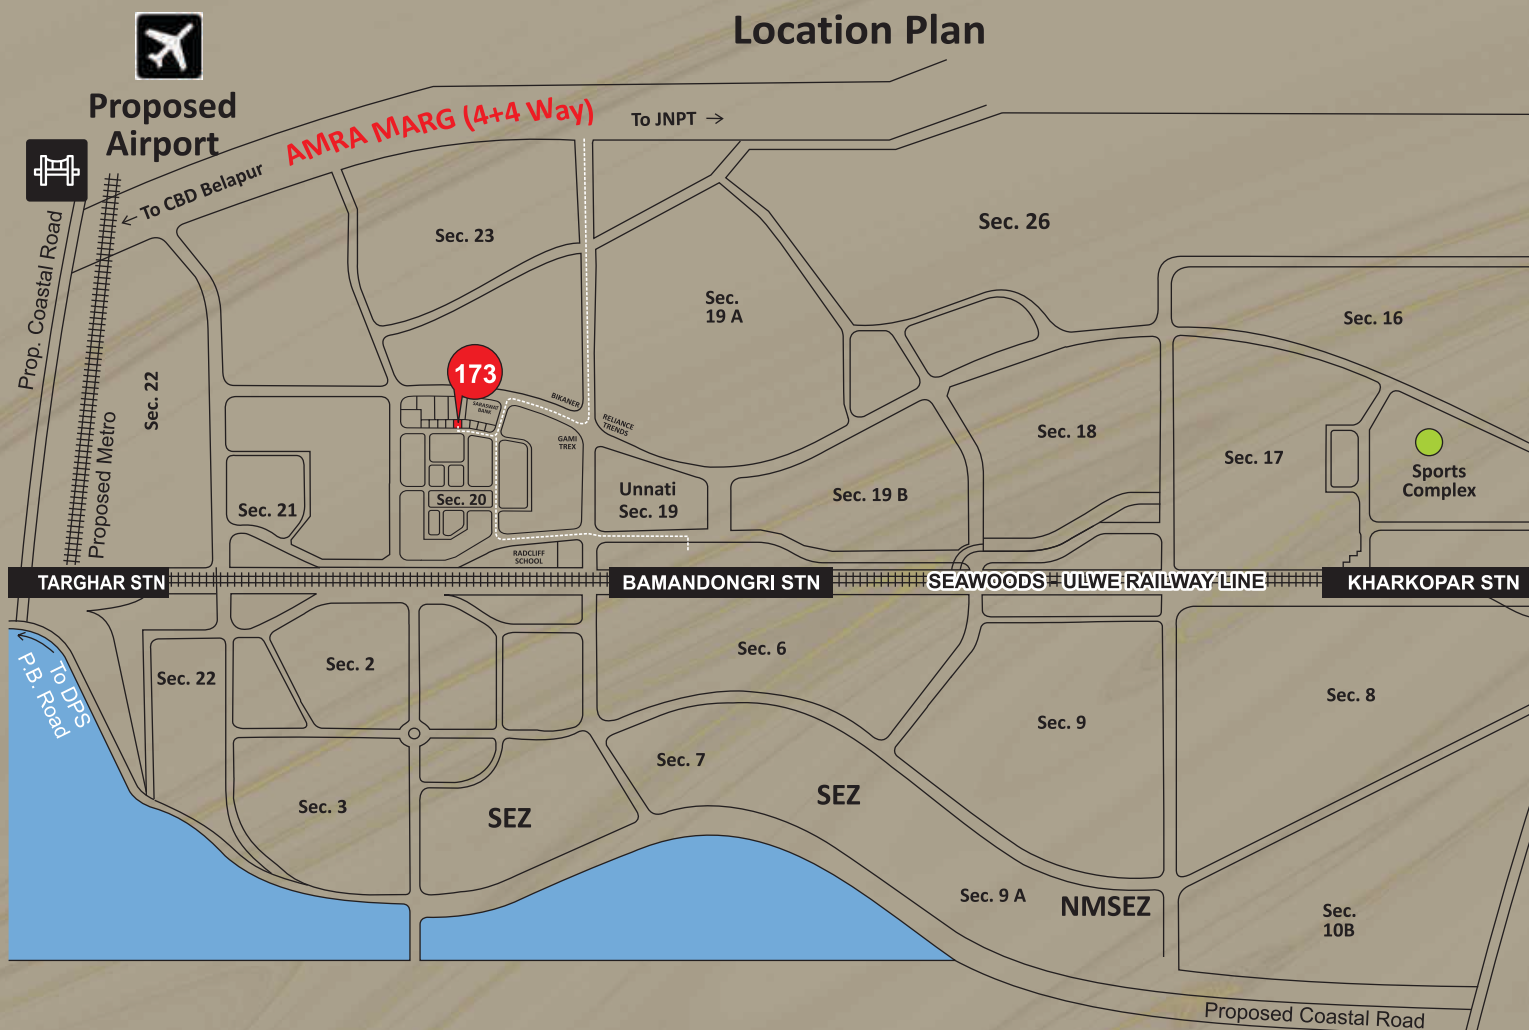 Location Plan
Proposed
Airport
AMRA MARG (4+4 Way)
To JNPT →
← To CBD Belapur
Prop. Coastal Road
Proposed Metro
Sec. 23
Sec. 26
Sec.
19 A
Sec. 16
Sec. 22
173
SARASWAT
BANK
BIKANER
RELIANCE
TRENDS
GAMI
TREX
Sec. 18
Sec. 17
Sports
Complex
Sec. 21
Sec. 20
Unnati
Sec. 19
Sec. 19 B
RADCLIFF
SCHOOL
TARGHAR STN
BAMANDONGRI STN
SEAWOODS - ULWE RAILWAY LINE
KHARKOPAR STN
To DPS
P.B. Road
Sec. 22
Sec. 2
Sec. 6
Sec. 8
Sec. 9
Sec. 7
Sec. 3
SEZ
SEZ
Sec. 9 A
NMSEZ
Sec.
10B
Proposed Coastal Road